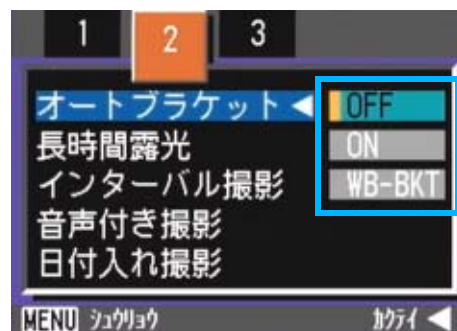 1 2 3
オートブラケット◀ OFF
長時間露光 ON
インターバル撮影 WB-BKT
音声付き撮影
日付入れ撮影
MENU ｼｭｳﾘｮｳ ｶｸﾃｲ ◀